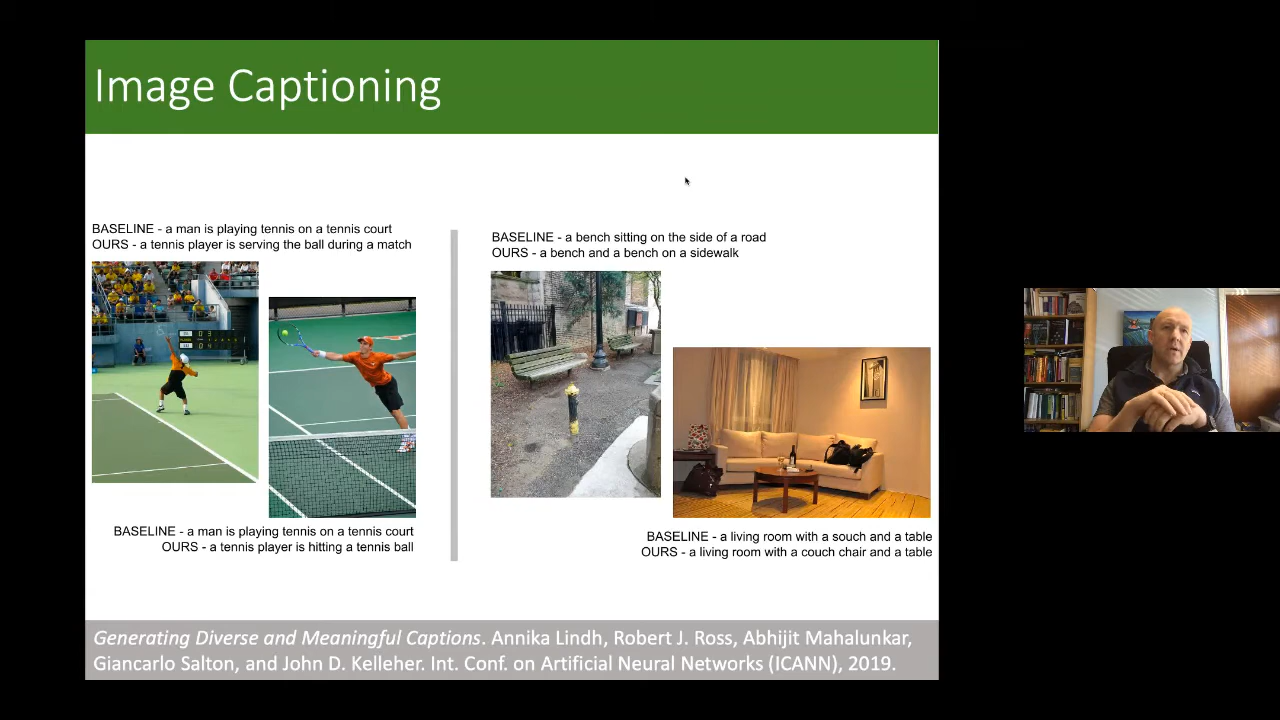 Image Captioning
BASELINE - a man is playing tennis on a tennis court
OURS - a tennis player is serving the ball during a match
BASELINE - a man is playing tennis on a tennis court
OURS - a tennis player is hitting a tennis ball
BASELINE - a bench sitting on the side of a road
OURS - a bench and a bench on a sidewalk
BASELINE - a living room with a souch and a table
OURS - a living room with a couch chair and a table
Generating Diverse and Meaningful Captions. Annika Lindh, Robert J. Ross, Abhijit Mahalunkar,
Giancarlo Salton, and John D. Kelleher. Int. Conf. on Artificial Neural Networks (ICANN), 2019.